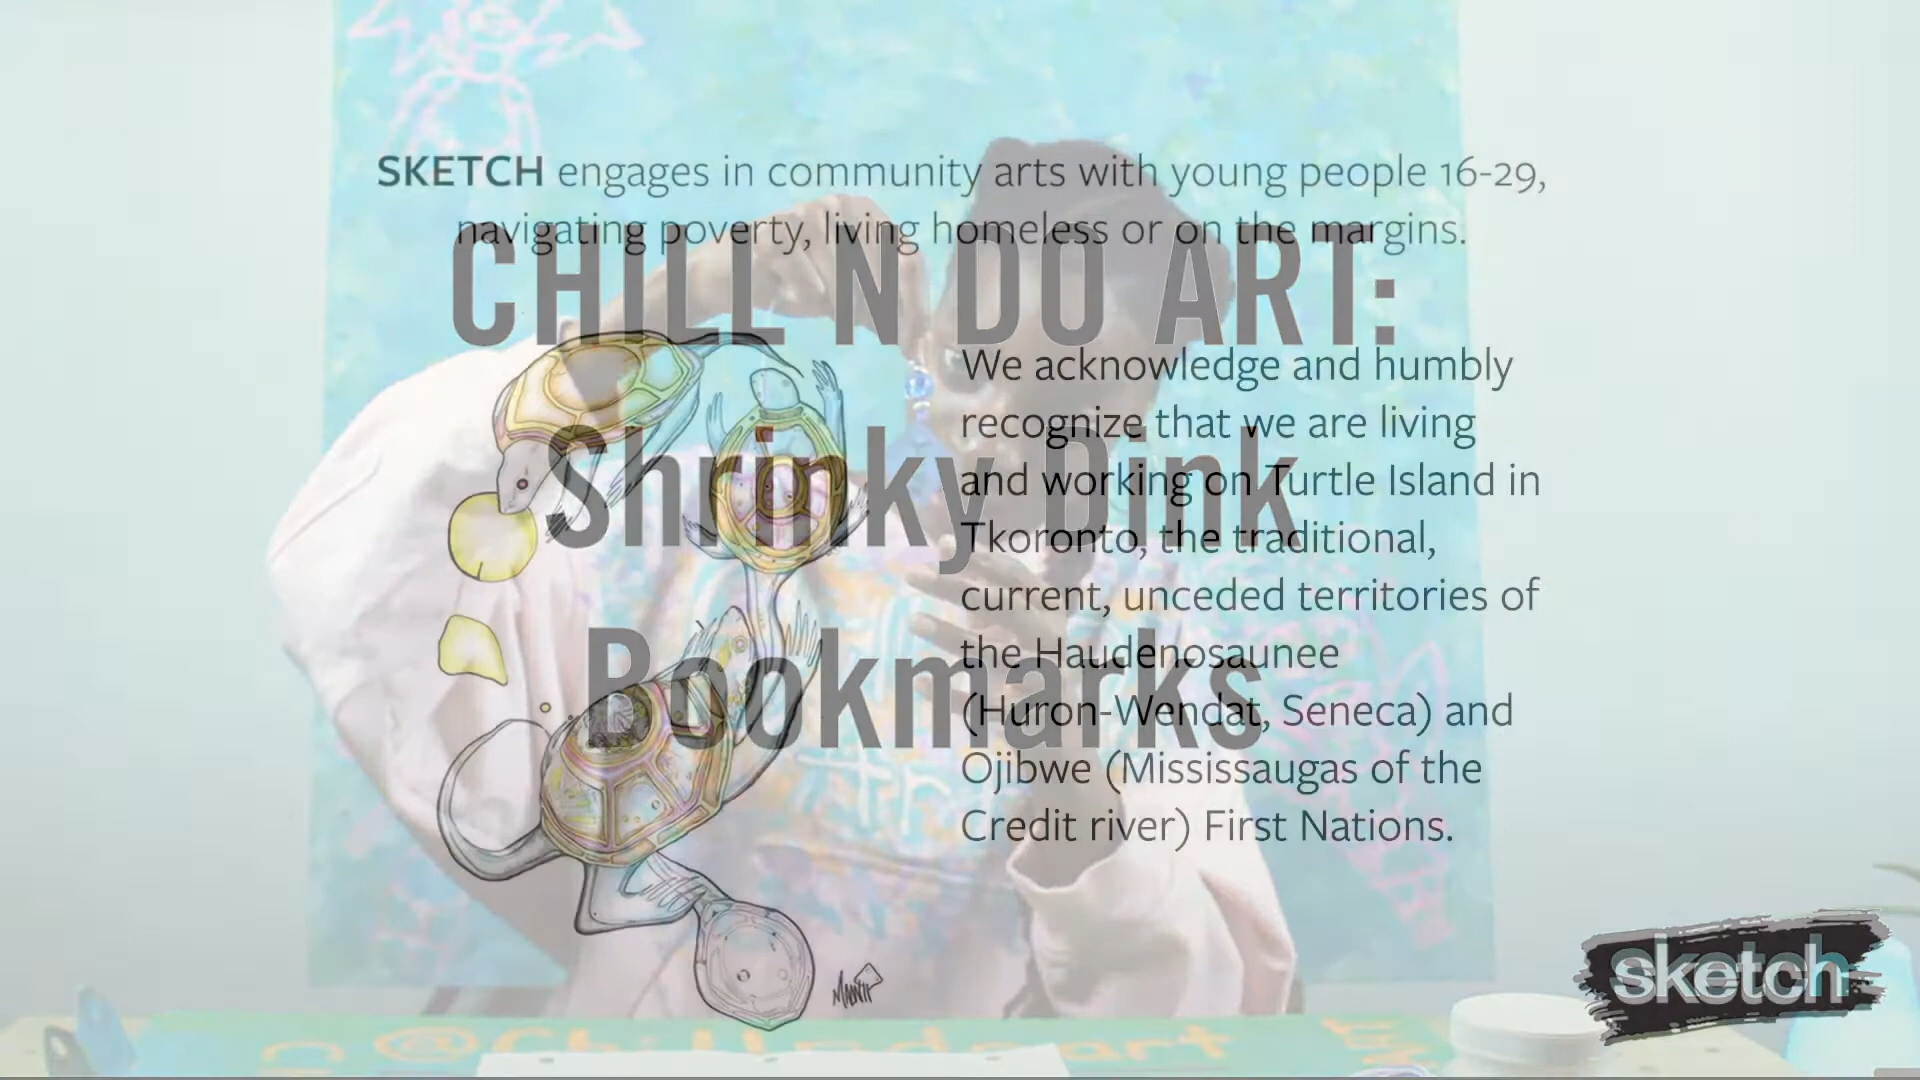 SKETCH engages in community arts with young people 16-29,
navigating poverty, living homeless or on the margins.
CHILL N DO ART:
Shrinky Dink
Bookmarks
We acknowledge and humbly
recognize that we are living
and working on Turtle Island in
Tkoronto, the traditional,
current, unceded territories of
the Haudenosaunee
(Huron-Wendat, Seneca) and
Ojibwe (Mississaugas of the
Credit river) First Nations.
sketch
@Chillndoart